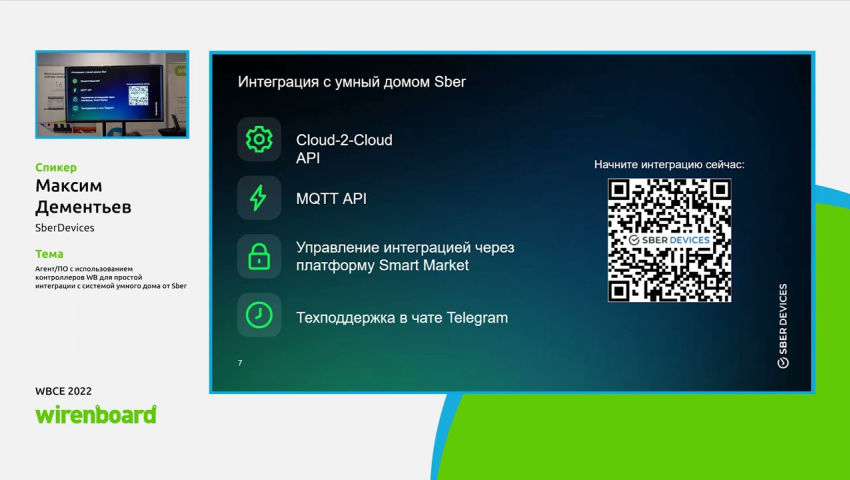 Спикер
Максим
Дементьев
SberDevices
Тема
Агент/ПО с использованием
контроллеров WB для простой
интеграции с системой умного дома от Sber
WBCE 2022
wirenboard
Интеграция с умный домом Sber
Cloud-2-Cloud
API
MQTT API
Управление интеграцией через
платформу Smart Market
Техподдержка в чате Telegram
7
Начните интеграцию сейчас:
SBER DEVICES
SBER DEVICES